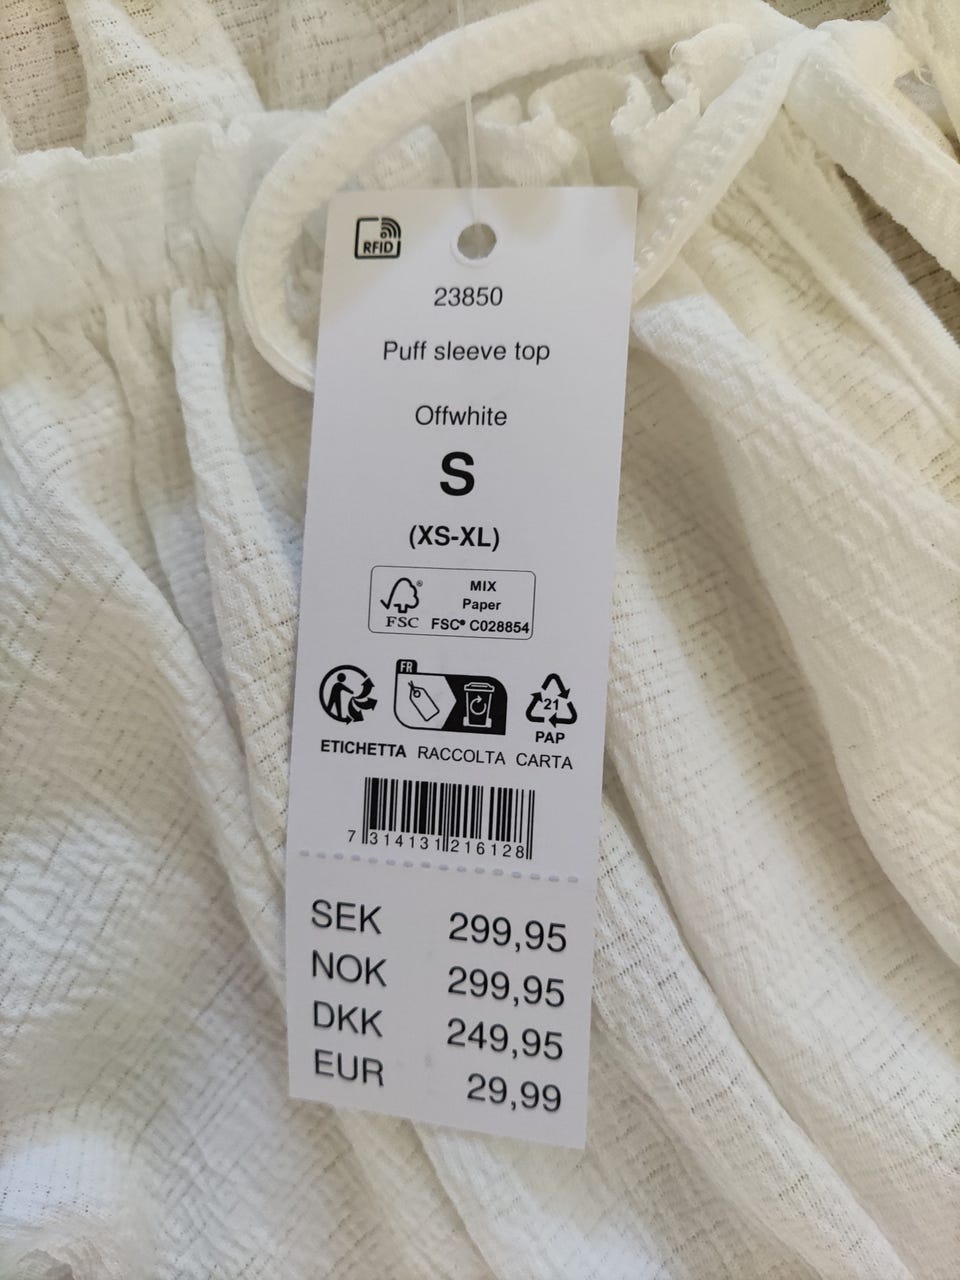 RFID
23850
Puff sleeve top
Offwhite
S
(XS-XL)
MIX
Paper
FSC® FSC® C028854
FR
21
PAP
ETICHETTA RACCOLTA CARTA
7 314131 216128
SEK 299,95
NOK 299,95
DKK 249,95
EUR 29,99